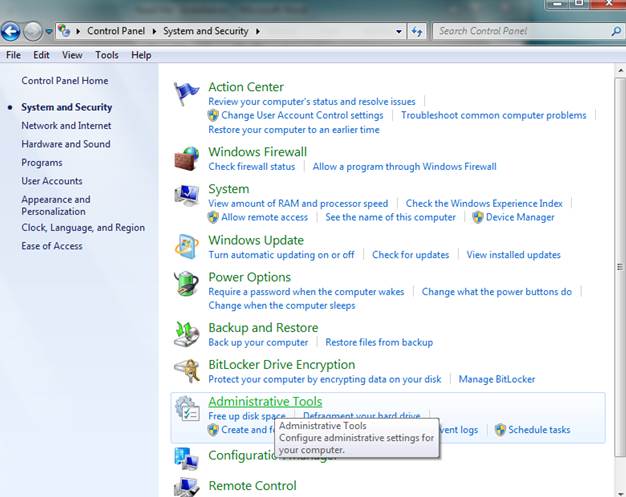 Control Panel ▸ System and Security ▸
Search Control Panel
File Edit View Tools Help
Control Panel Home
System and Security
Network and Internet
Hardware and Sound
Programs
User Accounts
Appearance and
Personalization
Clock, Language, and Region
Ease of Access
Action Center
Review your computer's status and resolve issues
Change User Account Control settings
Troubleshoot common computer problems
Restore your computer to an earlier time
Windows Firewall
Check firewall status
Allow a program through Windows Firewall
System
View amount of RAM and processor speed
Check the Windows Experience Index
Allow remote access
See the name of this computer
Device Manager
Windows Update
Turn automatic updating on or off
Check for updates
View installed updates
Power Options
Require a password when the computer wakes
Change what the power buttons do
Change when the computer sleeps
Backup and Restore
Back up your computer
Restore files from backup
BitLocker Drive Encryption
Protect your computer by encrypting data on your disk
Manage BitLocker
Administrative Tools
Free up disk space
Defragment your hard drive
Create and
Schedule tasks
Administrative Tools
Configure administrative settings for
your computer.
vent logs
Configuration Manager
Remote Control